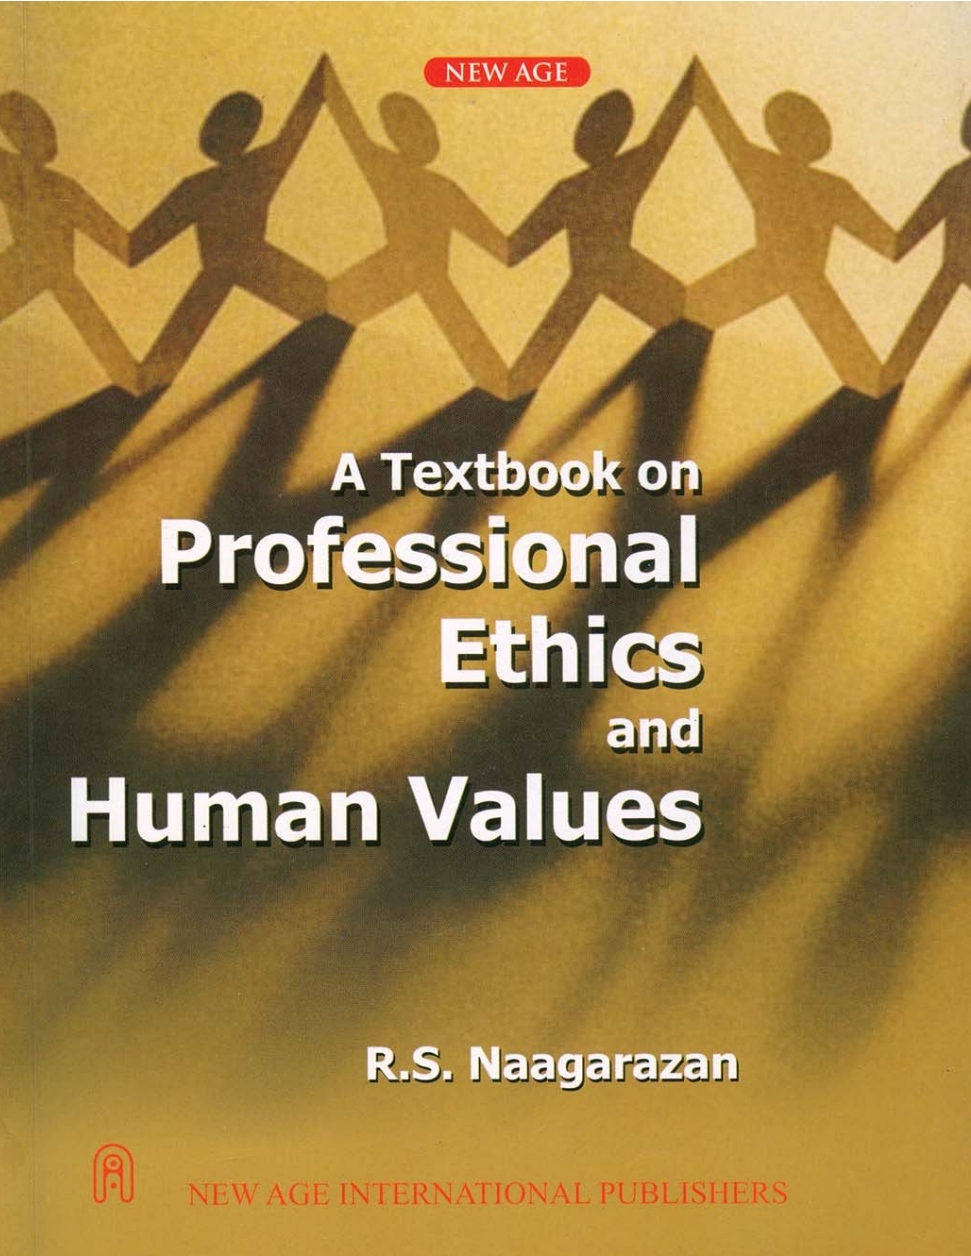 NEW AGE
A Textbook on
Professional
Ethics
and
Human Values
R.S. Naagarazan
NEW AGE INTERNATIONAL PUBLISHERS